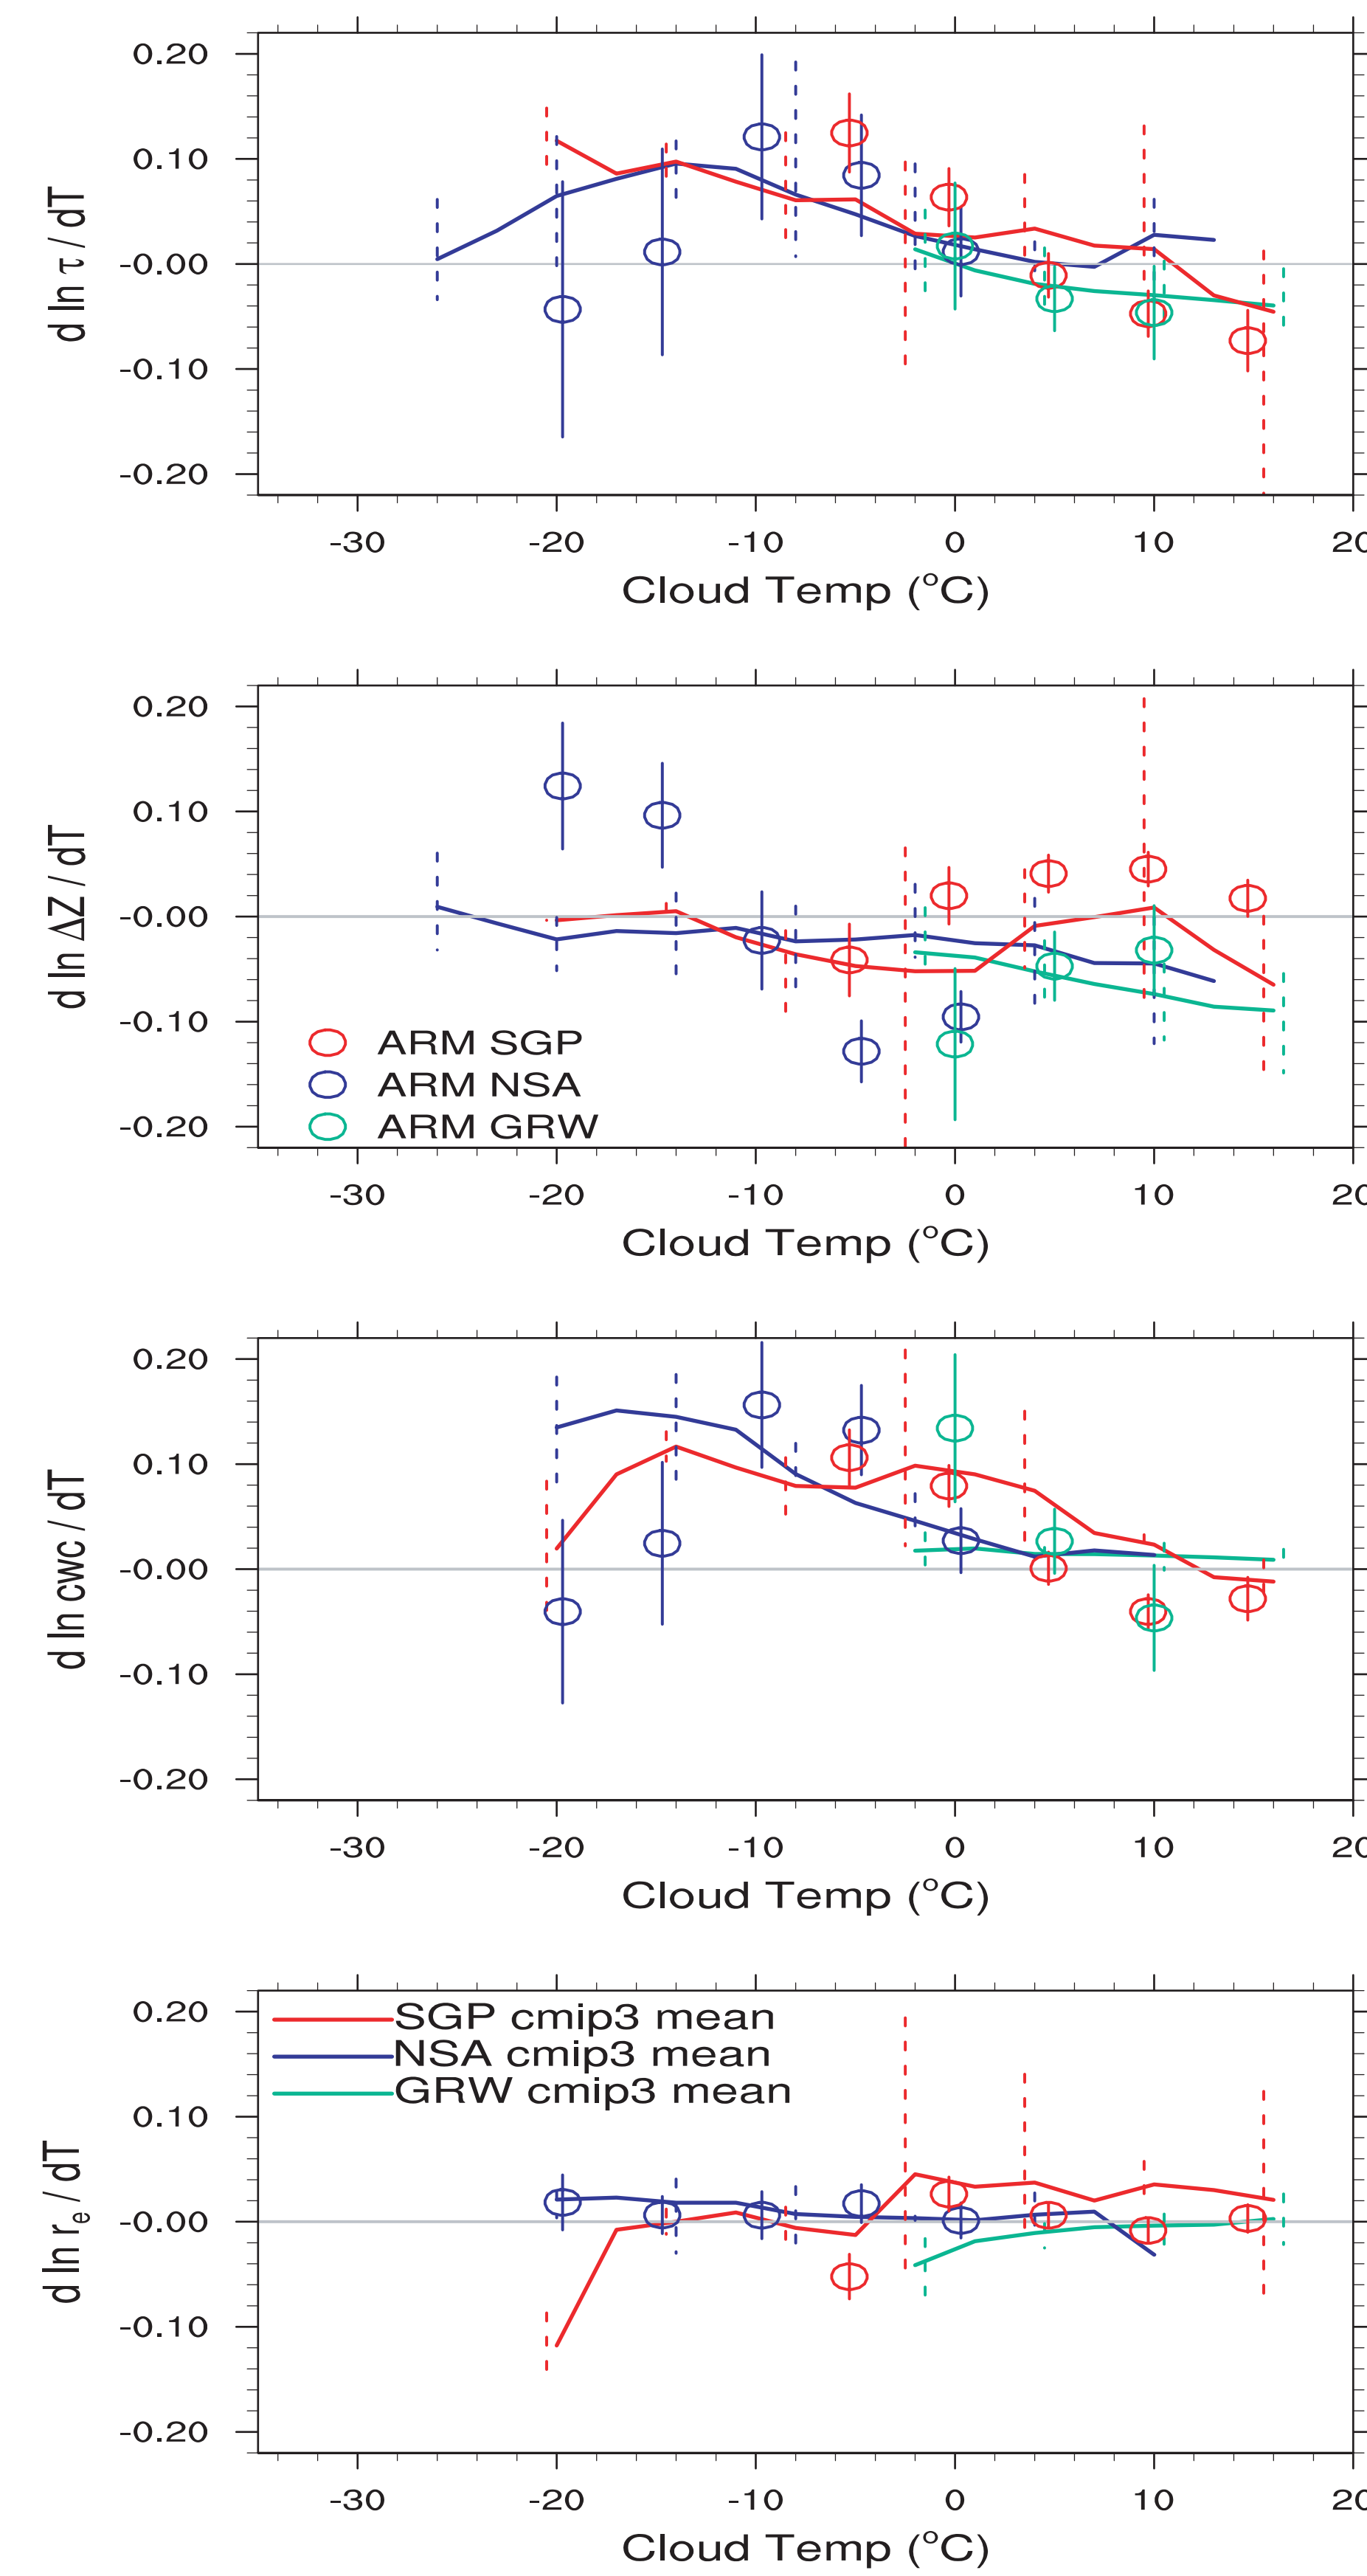 0.20
0.10
-0.00
-0.10
-0.20
d ln τ / dT
-30 -20 -10 0 10 20
Cloud Temp (°C)
0.20
0.10
-0.00
-0.10
-0.20
d ln ΔZ / dT
ARM SGP
ARM NSA
ARM GRW
-30 -20 -10 0 10 20
Cloud Temp (°C)
0.20
0.10
-0.00
-0.10
-0.20
d ln cwc / dT
-30 -20 -10 0 10 20
Cloud Temp (°C)
0.20
0.10
-0.00
-0.10
-0.20
d ln rₑ / dT
SGP cmip3 mean
NSA cmip3 mean
GRW cmip3 mean
-30 -20 -10 0 10 20
Cloud Temp (°C)